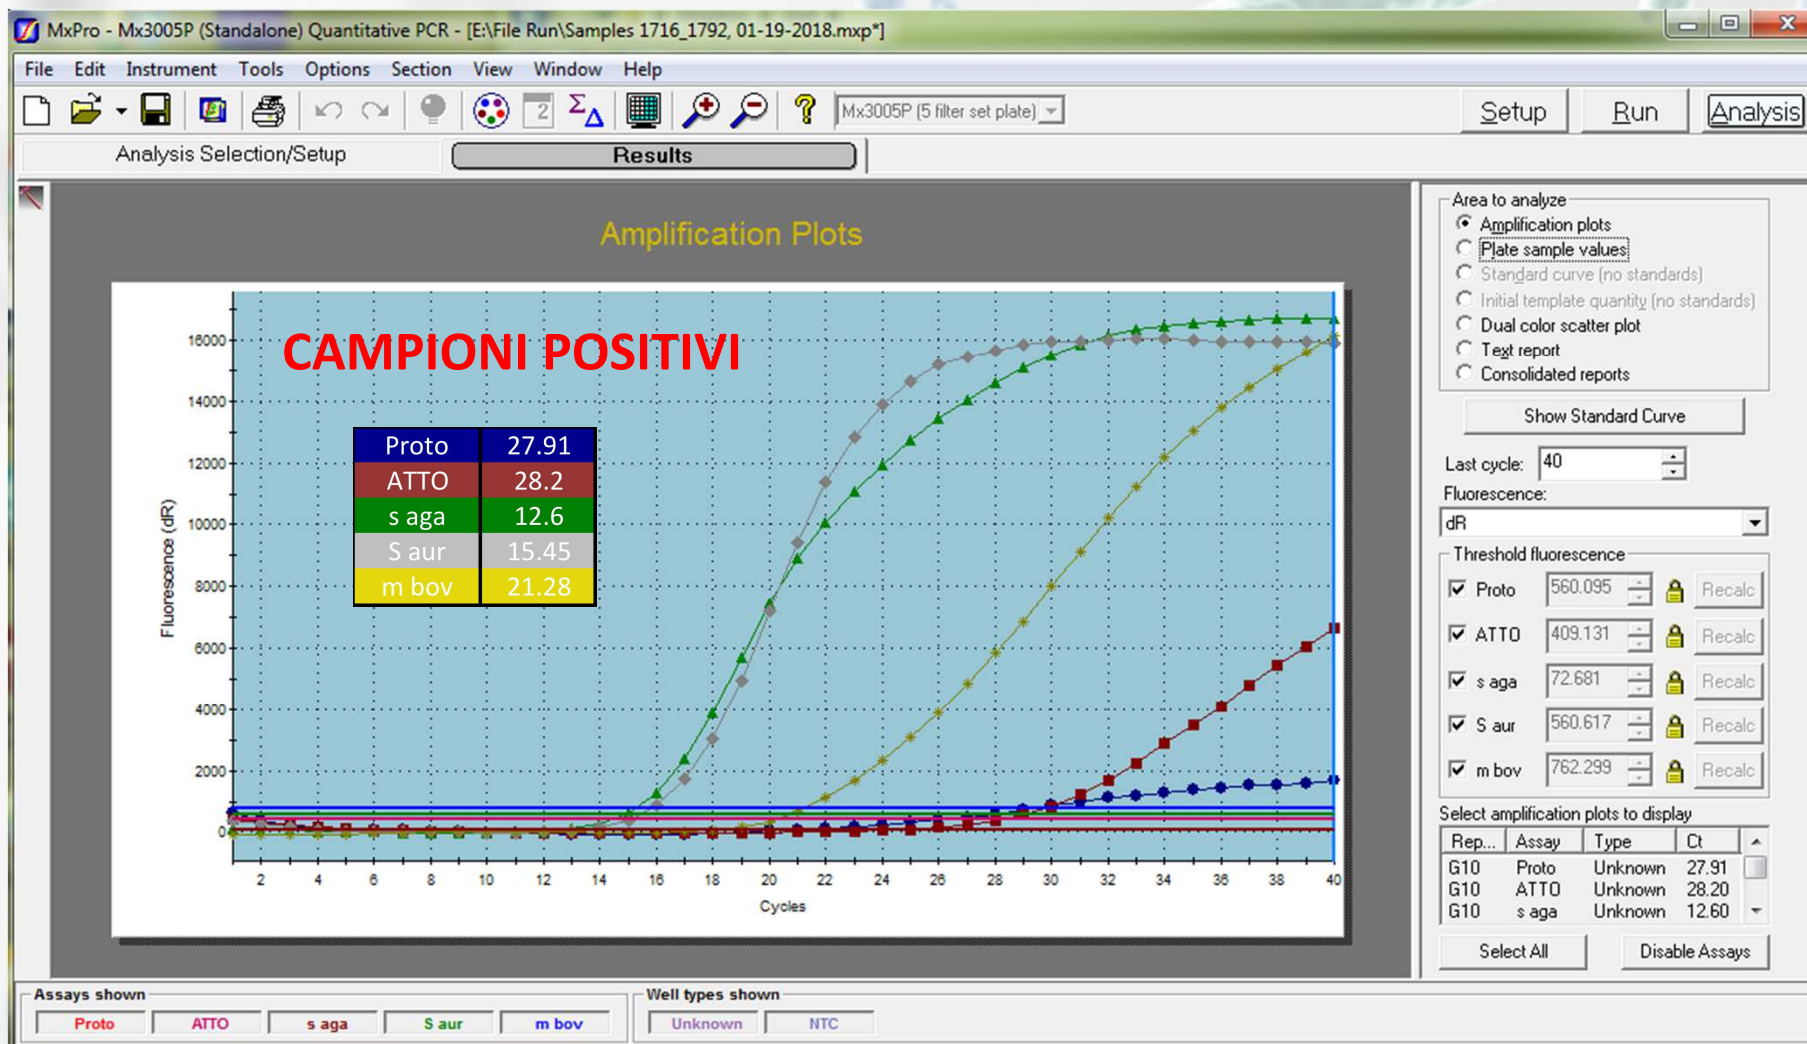 MxPro - Mx3005P (Standalone) Quantitative PCR - [E:\File Run\Samples 1716_1792, 01-19-2018.mxp*]
File Edit Instrument Tools Options Section View Window Help
2 ΣΔ ? Mx3005P (5 filter set plate) Setup Run Analysis
Analysis Selection/Setup Results
Amplification Plots
CAMPIONI POSITIVI
Proto 27.91
ATTO 28.2
s aga 12.6
S aur 15.45
m bov 21.28
Fluorescence (dR)
16000
14000
12000
10000
8000
6000
4000
2000
0
2 4 6 8 10 12 14 16 18 20 22 24 26 28 30 32 34 36 38 40
Cycles
Area to analyze
Amplification plots
Plate sample values
Standard curve (no standards)
Initial template quantity (no standards)
Dual color scatter plot
Text report
Consolidated reports
Show Standard Curve
Last cycle: 40
Fluorescence:
dR
Threshold fluorescence
Proto 560.095 Recalc
ATTO 409.131 Recalc
s aga 72.681 Recalc
S aur 560.617 Recalc
m bov 762.299 Recalc
Select amplification plots to display
Rep... Assay Type Ct
G10 Proto Unknown 27.91
G10 ATTO Unknown 28.20
G10 s aga Unknown 12.60
Select All Disable Assays
Assays shown
Proto ATTO s aga S aur m bov
Well types shown
Unknown NTC